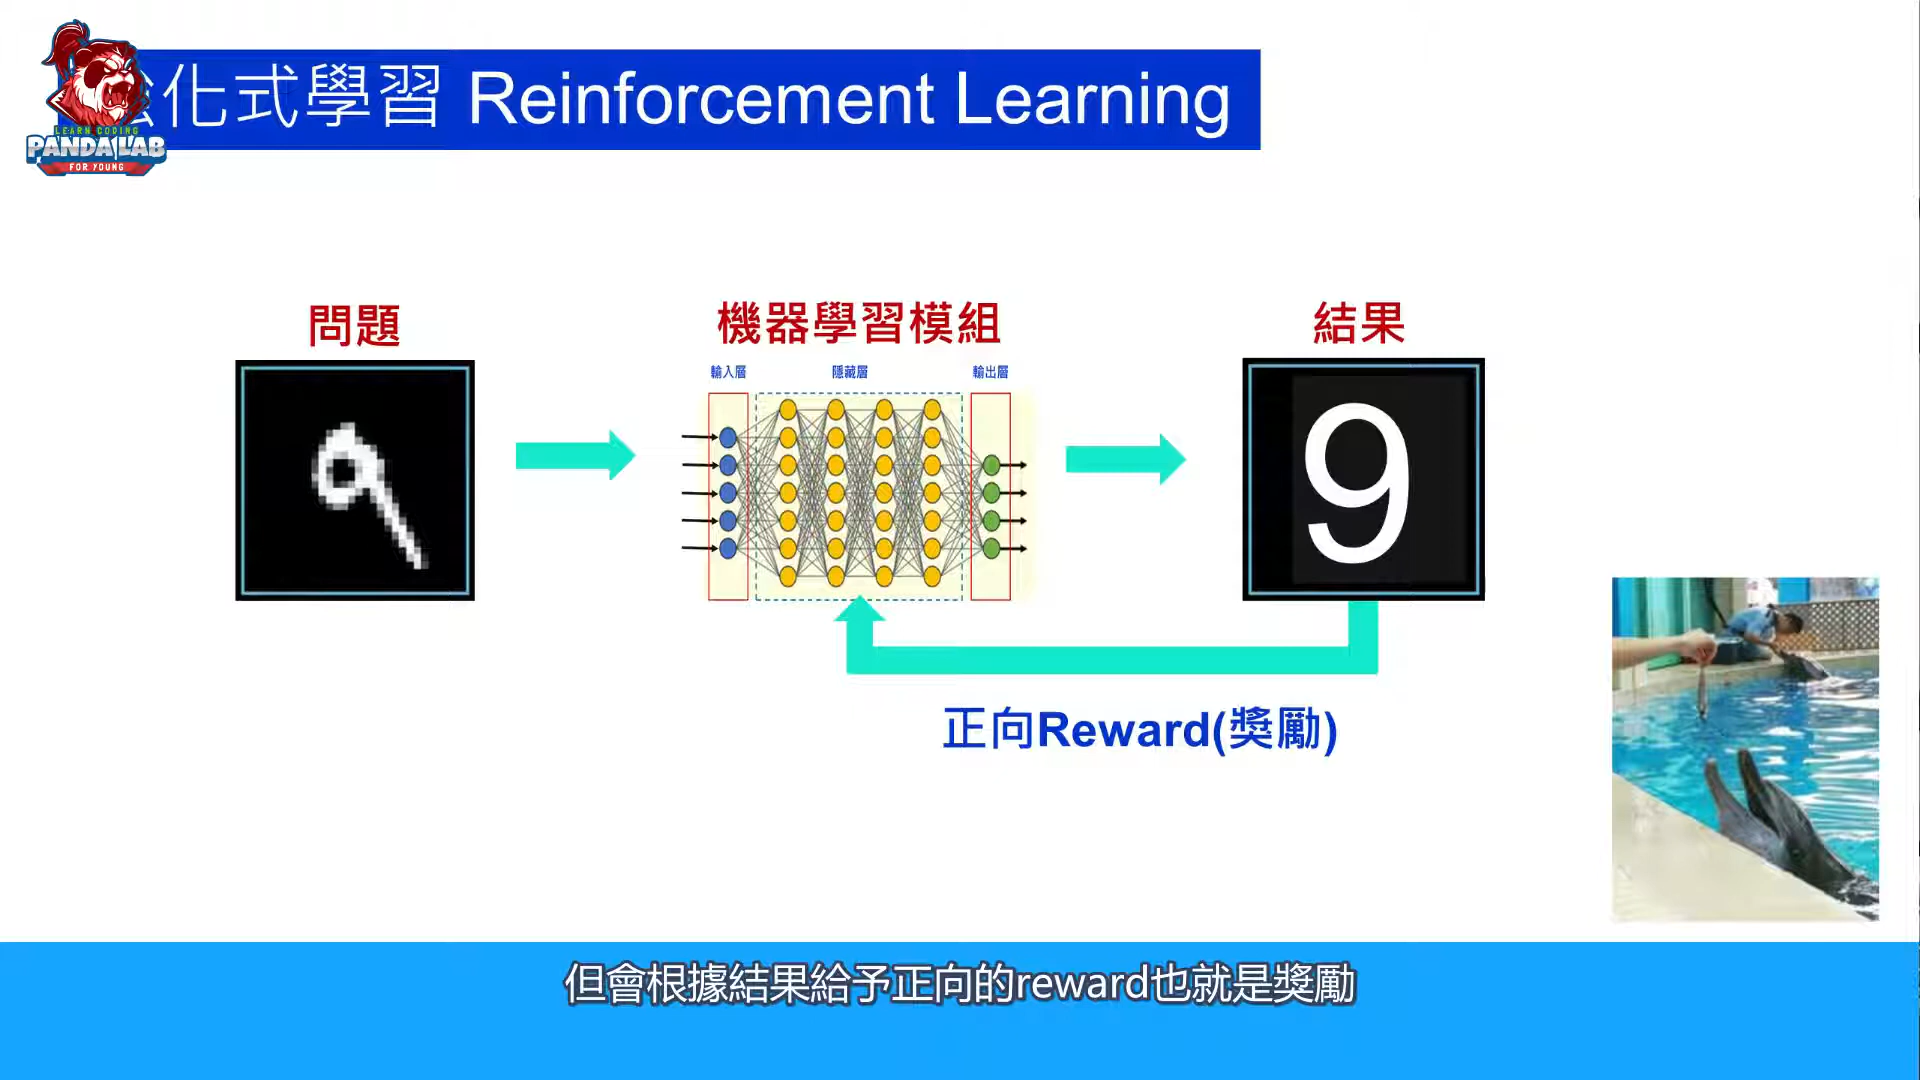 化式學習 Reinforcement Learning
LEARN CODING
PANDA LAB
FOR YOUNG
問題
機器學習模組
結果
輸入層
隱藏層
輸出層
9
9
正向Reward(獎勵)
但會根據結果給予正向的reward也就是獎勵